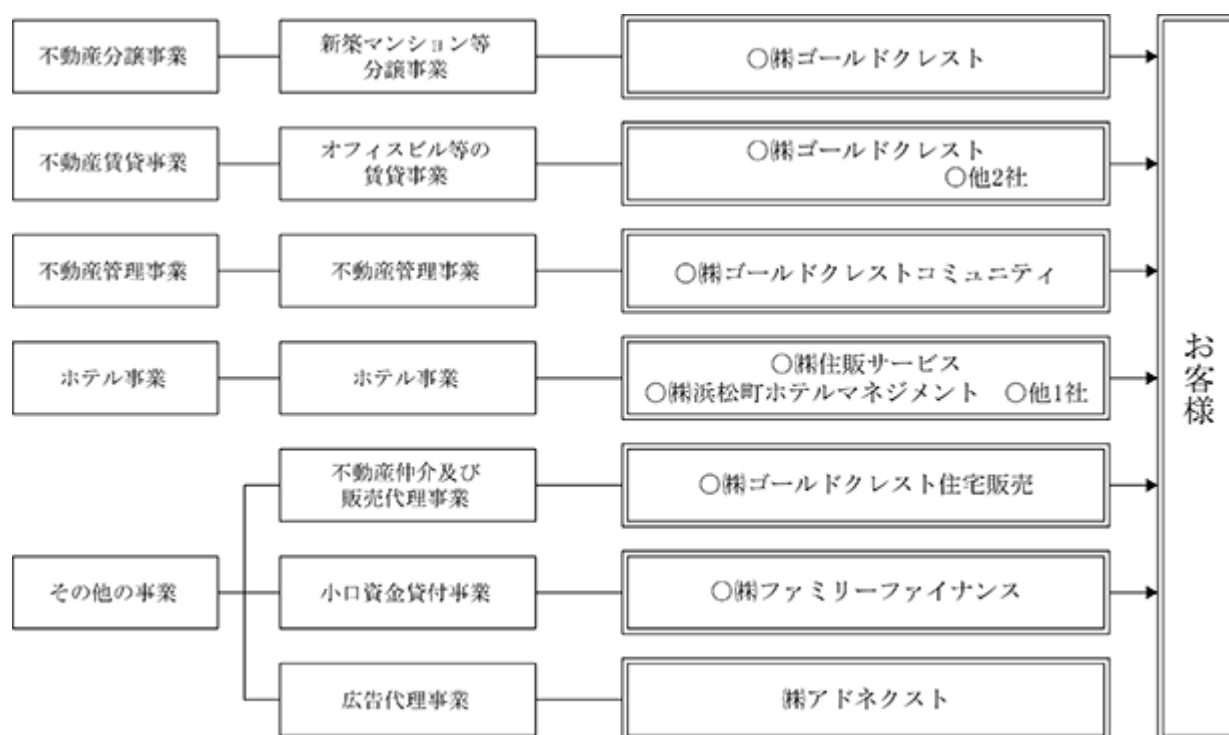 不動産分譲事業
新築マンション等
分譲事業
○㈱ゴールドクレスト
不動産賃貸事業
オフィスビル等の
賃貸事業
○㈱ゴールドクレスト
○他2社
不動産管理事業
不動産管理事業
○㈱ゴールドクレストコミュニティ
ホテル事業
ホテル事業
○㈱住販サービス
○㈱浜松町ホテルマネジメント　○他1社
不動産仲介及び
販売代理事業
○㈱ゴールドクレスト住宅販売
その他の事業
小口資金貸付事業
○㈱ファミリーファイナンス
広告代理事業
㈱アドネクスト
お客様